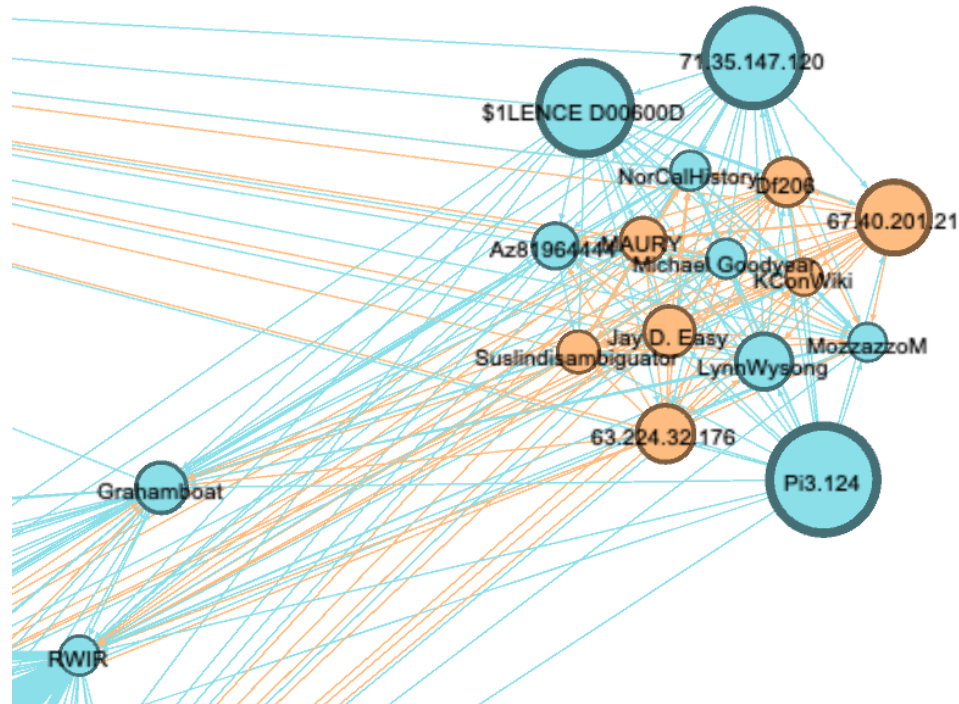 71.35.147.120
$1LENCE D00600D
NorCalHistory
Df206
67.40.201.21
Az81964444
MAURY
Michael Goodyear
KConWiki
Jay D. Easy
MozzazzoM
Suslindisambiguator
LynnWysong
63.224.32.176
Pi3.124
Grahamboat
RWIR